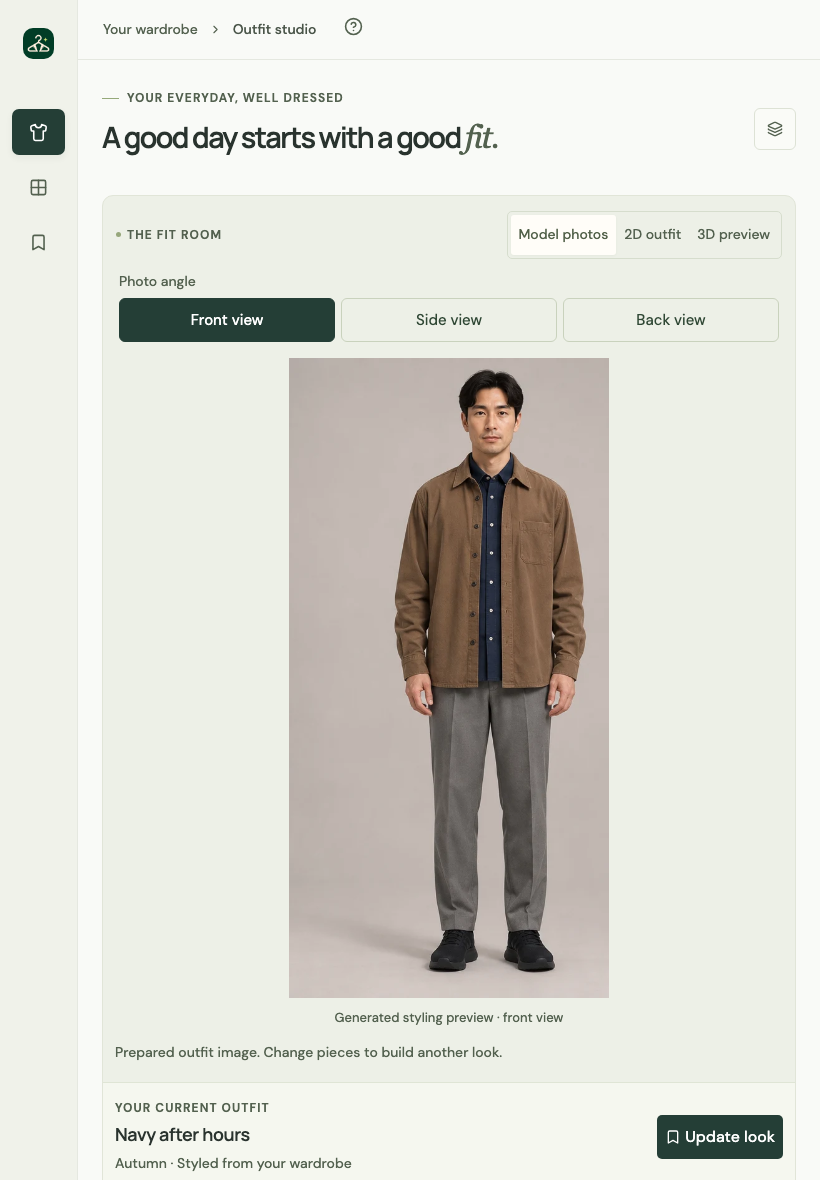 Your wardrobe > Outfit studio
YOUR EVERYDAY, WELL DRESSED
A good day starts with a good fit.
THE FIT ROOM
Model photos 2D outfit 3D preview
Photo angle
Front view Side view Back view
Generated styling preview · front view
Prepared outfit image. Change pieces to build another look.
YOUR CURRENT OUTFIT
Navy after hours
Update look
Autumn · Styled from your wardrobe